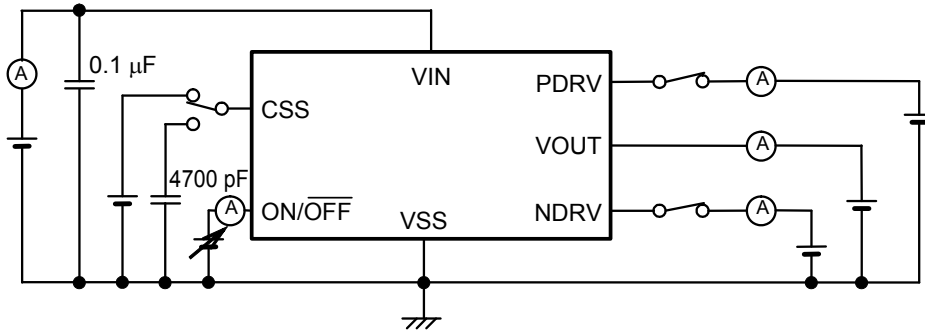 A
0.1 μF
VIN
PDRV
A
CSS
VOUT
A
4700 pF
A
ON/OFF
VSS
NDRV
A